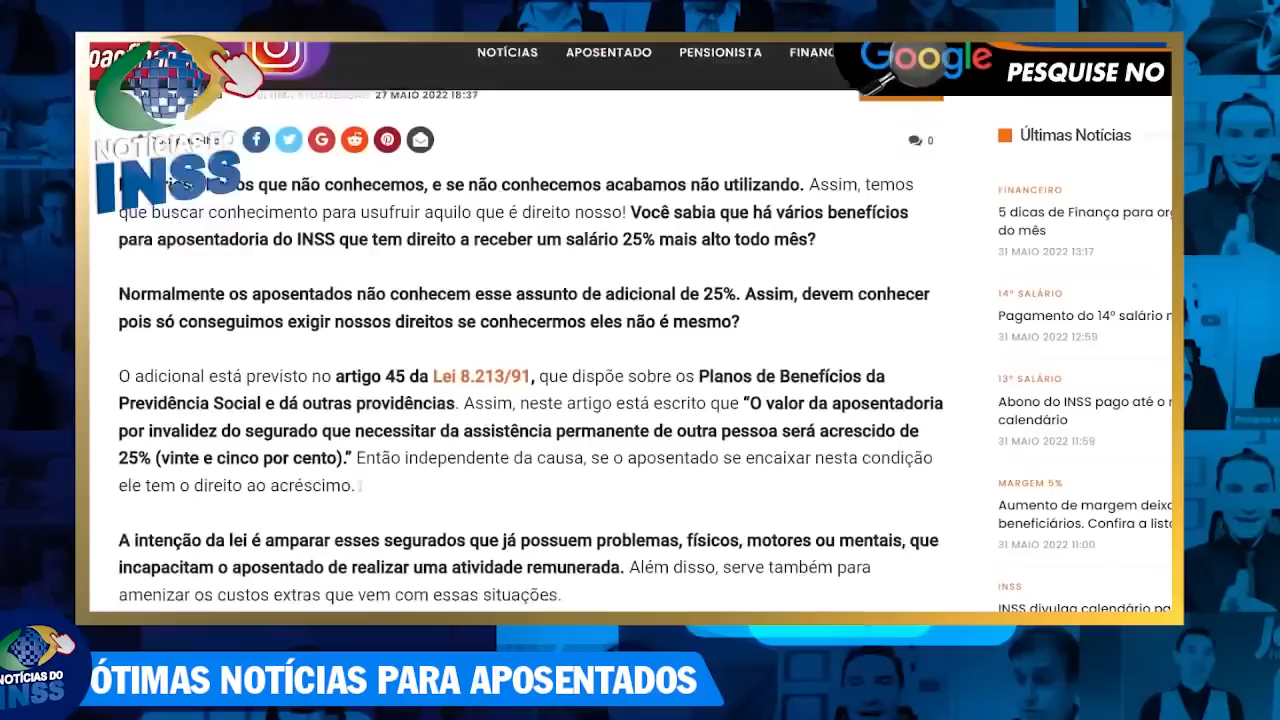 NOTÍCIAS APOSENTADO PENSIONISTA
Google
PESQUISE NO
27 MAIO 2022 18:37
0
Últimas Notícias
NOTÍCIAS DO
INSS
que não conhecemos, e se não conhecemos acabamos não utilizando. Assim, temos
que buscar conhecimento para usufruir aquilo que é direito nosso! Você sabia que há vários benefícios
para aposentadoria do INSS que tem direito a receber um salário 25% mais alto todo mês?
Normalmente os aposentados não conhecem esse assunto de adicional de 25%. Assim, devem conhecer
pois só conseguimos exigir nossos direitos se conhecermos eles não é mesmo?
O adicional está previsto no artigo 45 da Lei 8.213/91, que dispõe sobre os Planos de Benefícios da
Previdência Social e dá outras providências. Assim, neste artigo está escrito que “O valor da aposentadoria
por invalidez do segurado que necessitar da assistência permanente de outra pessoa será acrescido de
25% (vinte e cinco por cento).” Então independente da causa, se o aposentado se encaixar nesta condição
ele tem o direito ao acréscimo.
A intenção da lei é amparar esses segurados que já possuem problemas, físicos, motores ou mentais, que
incapacitam o aposentado de realizar uma atividade remunerada. Além disso, serve também para
amenizar os custos extras que vem com essas situações.
FINANCEIRO
5 dicas de Finança para
do mês
31 MAIO 2022 13:17
14º SALÁRIO
Pagamento do 14º salário
31 MAIO 2022 12:59
13º SALÁRIO
Abono do INSS pago até o
calendário
31 MAIO 2022 11:59
MARGEM 5%
Aumento de margem
beneficiários. Confira a
31 MAIO 2022 11:00
INSS
INSS divulga calendário
NOTÍCIAS DO
INSS
ÓTIMAS NOTÍCIAS PARA APOSENTADOS